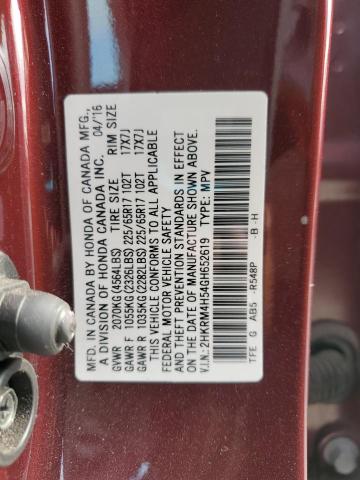 MFD. IN CANADA BY HONDA OF CANADA MFG.,
A DIVISION OF HONDA CANADA INC. 04/'16
TIRE SIZE RIM SIZE
GVWR 2070KG (4564LBS)
GAWR F 1055KG (2326LBS) 225/65R17 102T 17X7J
GAWR R 1035KG (2282LBS) 225/65R17 102T 17X7J
THIS VEHICLE CONFORMS TO ALL APPLICABLE
FEDERAL MOTOR VEHICLE SAFETY
AND THEFT PREVENTION STANDARDS IN EFFECT
ON THE DATE OF MANUFACTURE SHOWN ABOVE.
V.I.N.: 2HKRM4H54GH652619 TYPE: MPV
TFE G AB5 -R548P -B -H